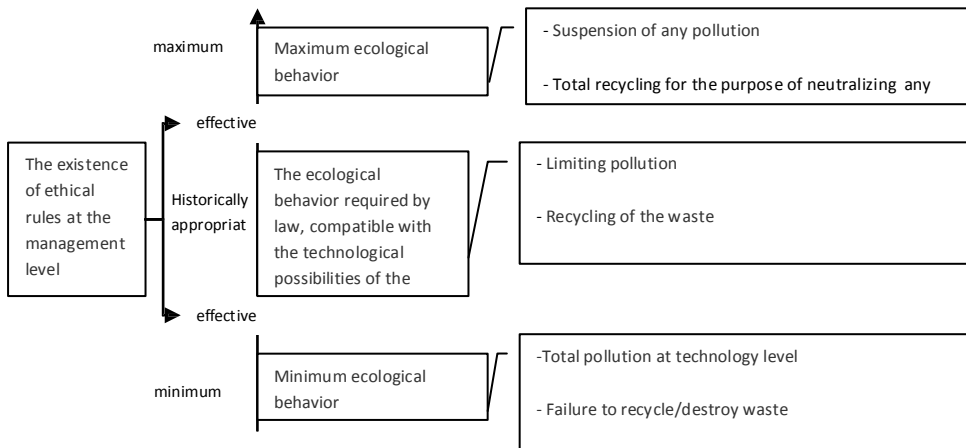 maximum
Maximum ecological
behavior
- Suspension of any pollution
- Total recycling for the purpose of neutralizing any
effective
The existence
of ethical
rules at the
management
level
Historically
appropriat
The ecological
behavior required by
law, compatible with
the technological
possibilities of the
- Limiting pollution
- Recycling of the waste
effective
minimum
Minimum ecological
behavior
-Total pollution at technology level
- Failure to recycle/destroy waste